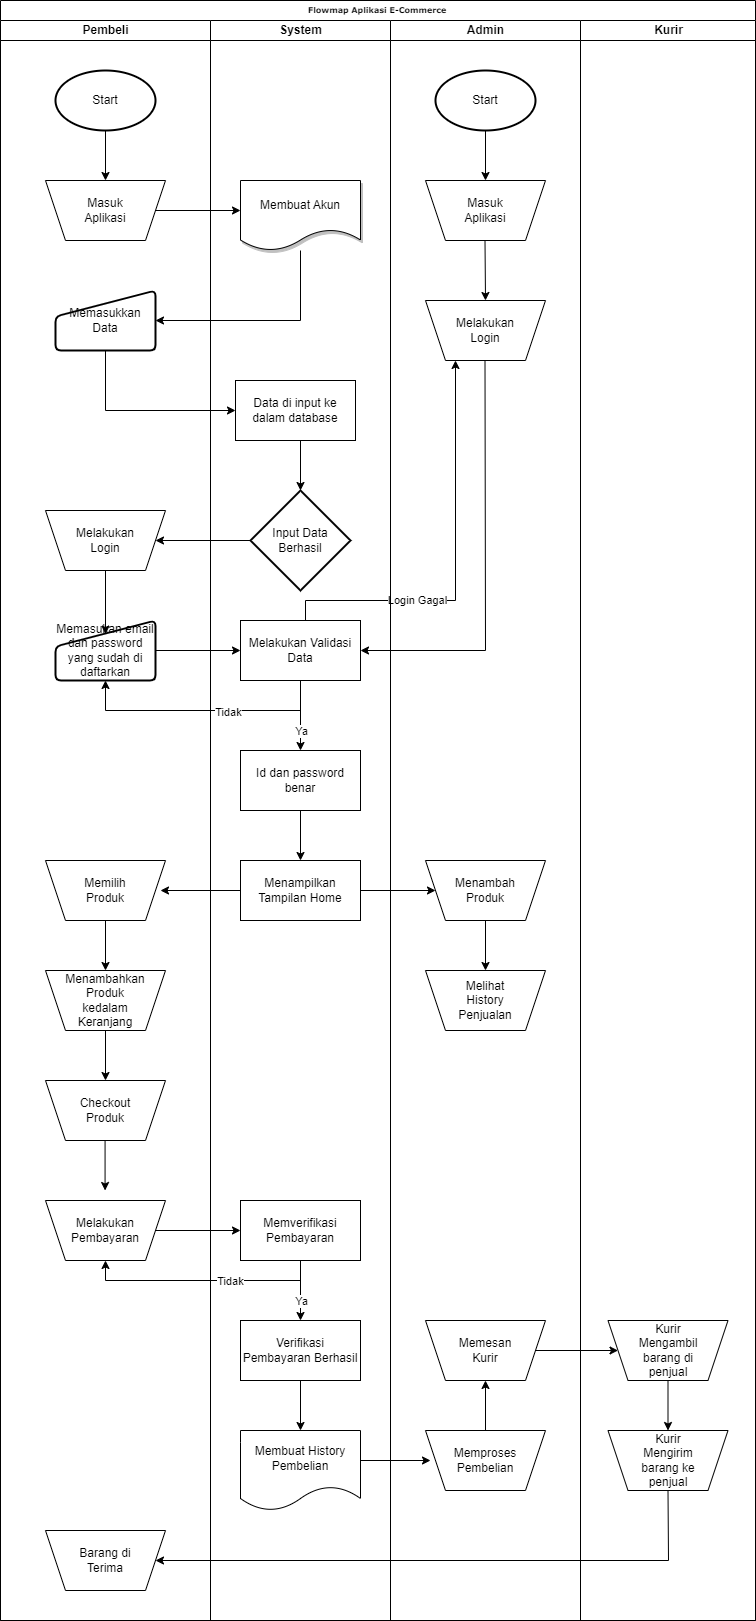 Flowmap Aplikasi E-Commerce
Pembeli
System
Admin
Kurir
Start
Start
Masuk
Aplikasi
Membuat Akun
Masuk
Aplikasi
Memasukkan
Data
Melakukan
Login
Data di input ke
dalam database
Melakukan
Login
Input Data
Berhasil
Login Gagal
Memasukan email
dan password
yang sudah di
daftarkan
Melakukan Validasi
Data
Tidak
Ya
Id dan password
benar
Memilih
Produk
Menampilkan
Tampilan Home
Menambah
Produk
Menambahkan
Produk
kedalam
Keranjang
Melihat
History
Penjualan
Checkout
Produk
Melakukan
Pembayaran
Memverifikasi
Pembayaran
Tidak
Ya
Verifikasi
Pembayaran Berhasil
Memesan
Kurir
Kurir
Mengambil
barang di
penjual
Membuat History
Pembelian
Memproses
Pembelian
Kurir
Mengirim
barang ke
penjual
Barang di
Terima